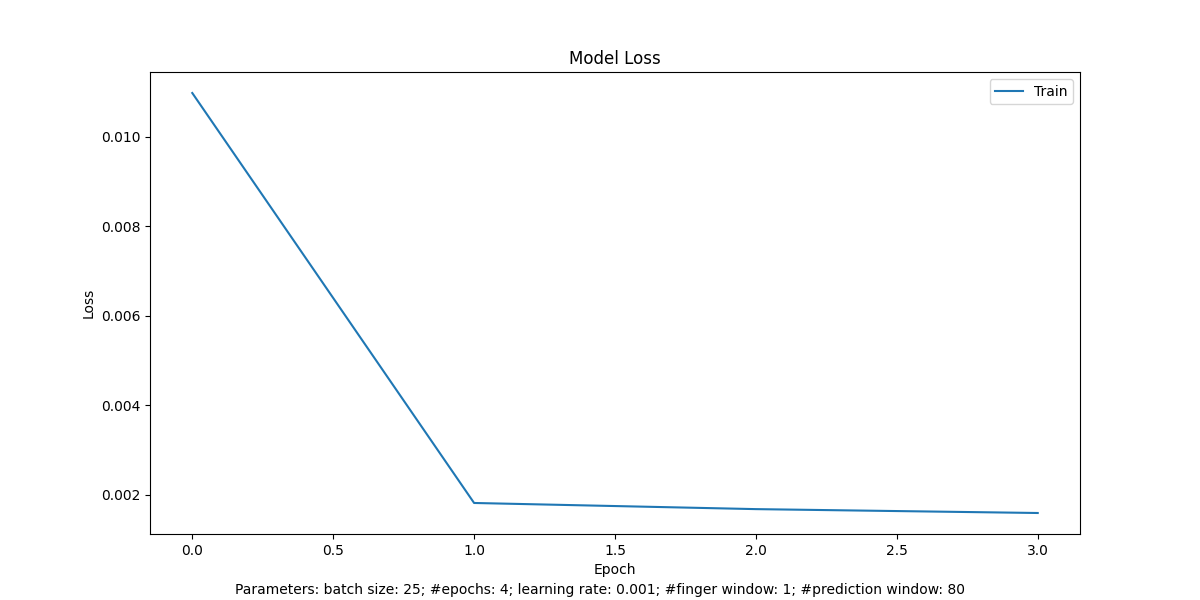 Model Loss
Train
0.010
0.008
0.006
0.004
0.002
Loss
0.0 0.5 1.0 1.5 2.0 2.5 3.0
Epoch
Parameters: batch size: 25; #epochs: 4; learning rate: 0.001; #finger window: 1; #prediction window: 80